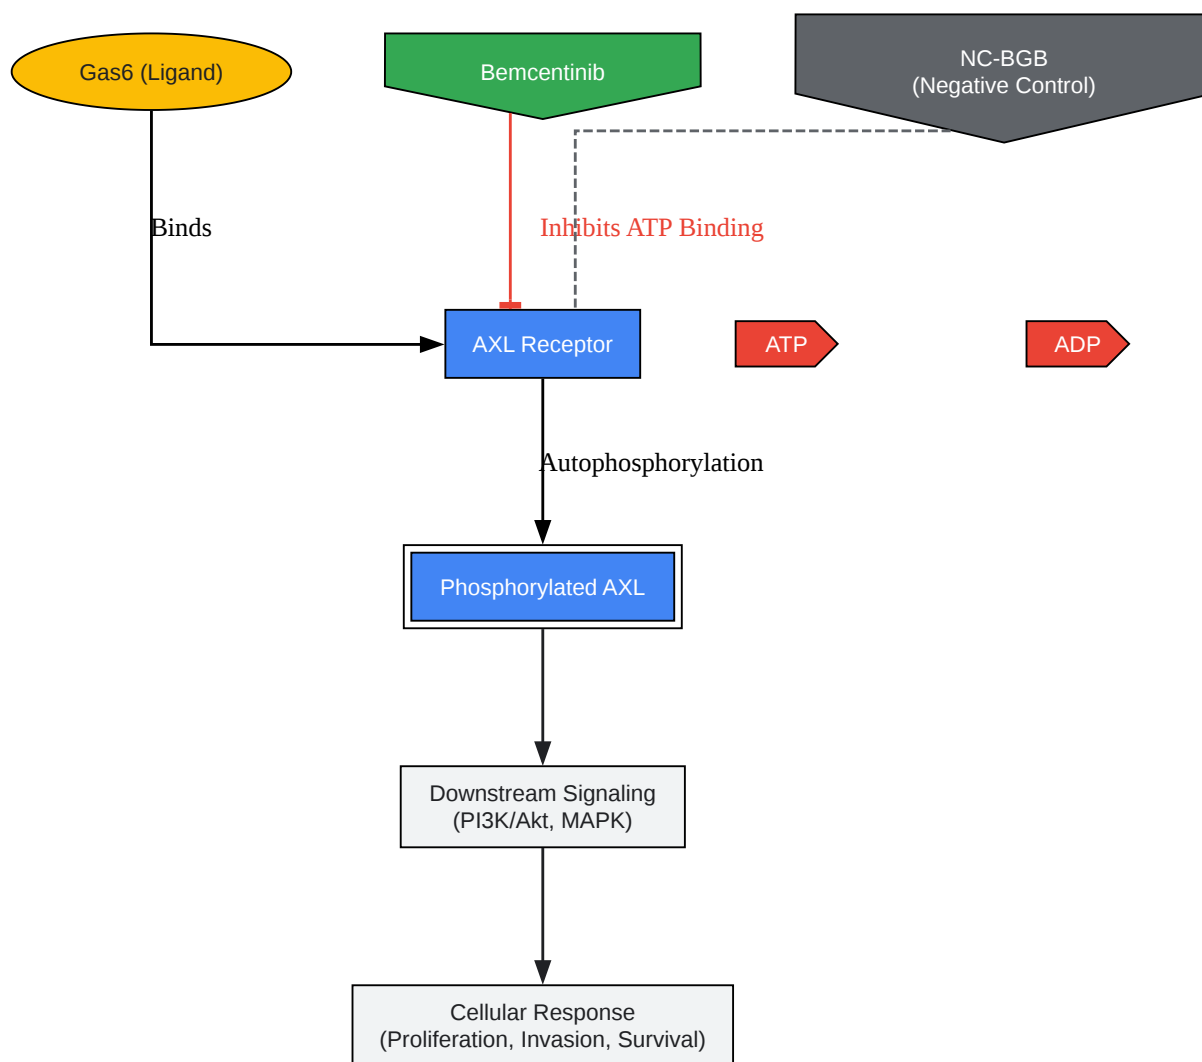 Gas6 (Ligand)
Bemcentinib
NC-BGB
(Negative Control)
Binds
Inhibits ATP Binding
AXL Receptor
ATP
ADP
Autophosphorylation
Phosphorylated AXL
Downstream Signaling
(PI3K/Akt, MAPK)
Cellular Response
(Proliferation, Invasion, Survival)